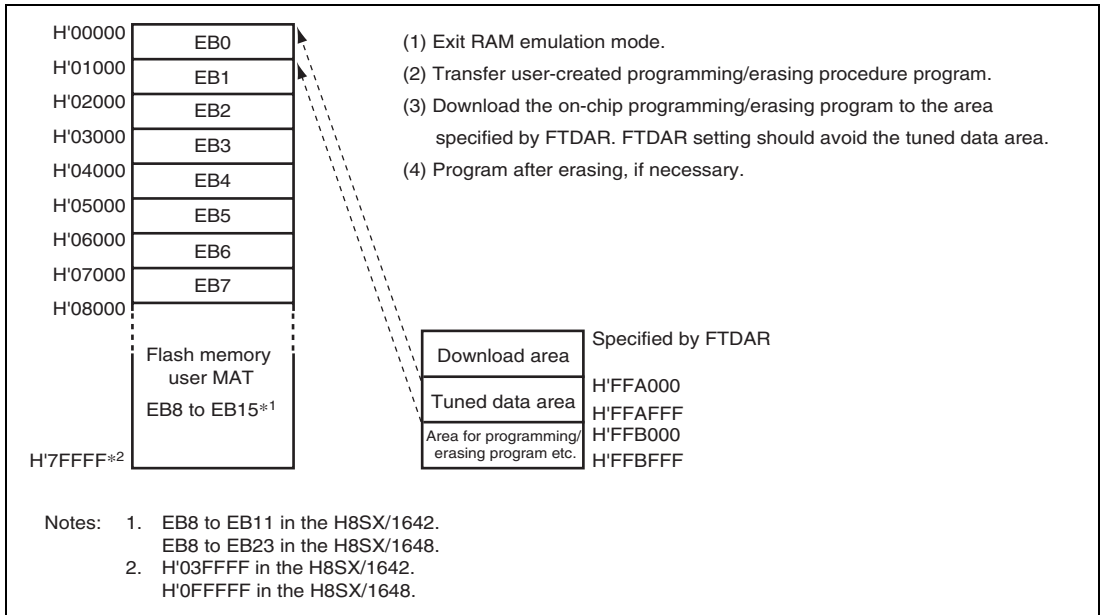 H'00000
EB0
H'01000
EB1
H'02000
EB2
H'03000
EB3
H'04000
EB4
H'05000
EB5
H'06000
EB6
H'07000
EB7
H'08000
Flash memory
user MAT
EB8 to EB15*1
H'7FFFF*2
(1) Exit RAM emulation mode.
(2) Transfer user-created programming/erasing procedure program.
(3) Download the on-chip programming/erasing program to the area
specified by FTDAR. FTDAR setting should avoid the tuned data area.
(4) Program after erasing, if necessary.
Download area
Specified by FTDAR
Tuned data area
H'FFA000
H'FFAFFF
Area for programming/
erasing program etc.
H'FFB000
H'FFBFFF
Notes: 1. EB8 to EB11 in the H8SX/1642.
EB8 to EB23 in the H8SX/1648.
2. H'03FFFF in the H8SX/1642.
H'0FFFFF in the H8SX/1648.